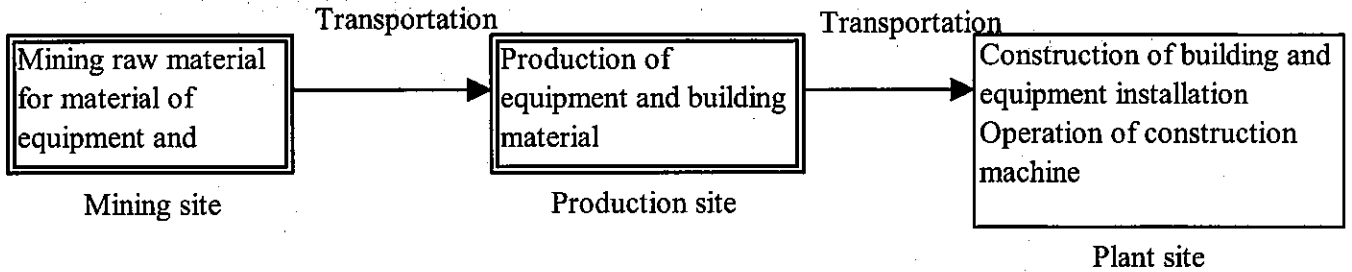 Transportation
Transportation
Mining raw material
for material of
equipment and
Mining site
Production of
equipment and building
material
Production site
Construction of building and
equipment installation
Operation of construction
machine
Plant site